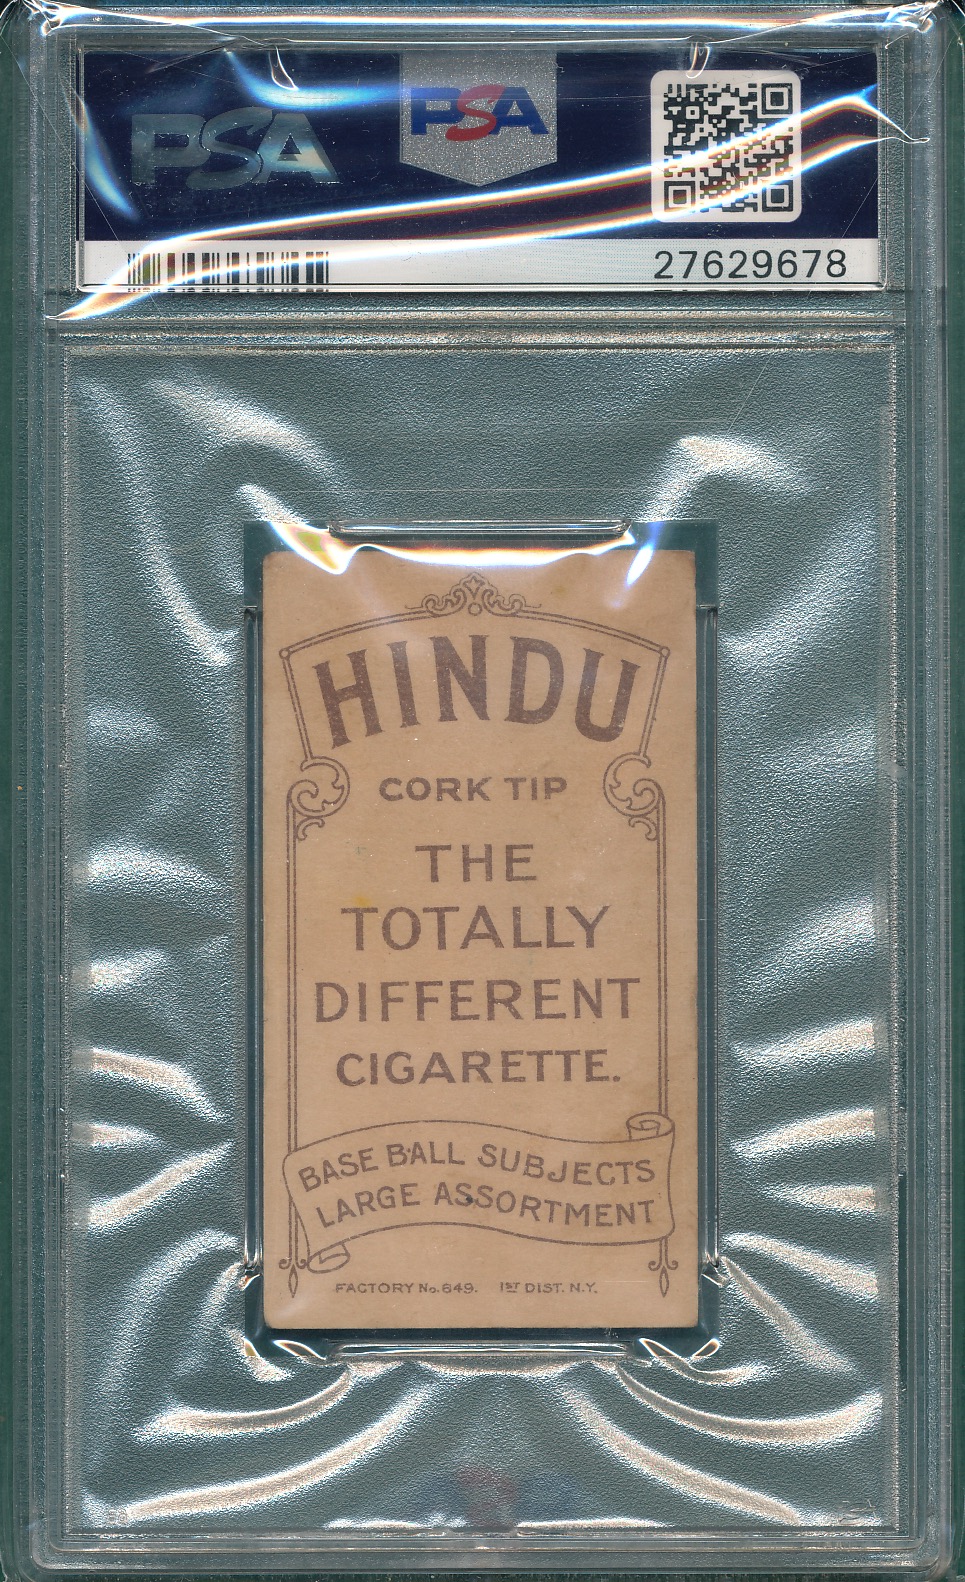 PSA
PSA
27629678
HINDU
CORK TIP
THE
TOTALLY
DIFFERENT
CIGARETTE.
BASE BALL SUBJECTS
LARGE ASSORTMENT
FACTORY No. 649. 1ST DIST. N.Y.